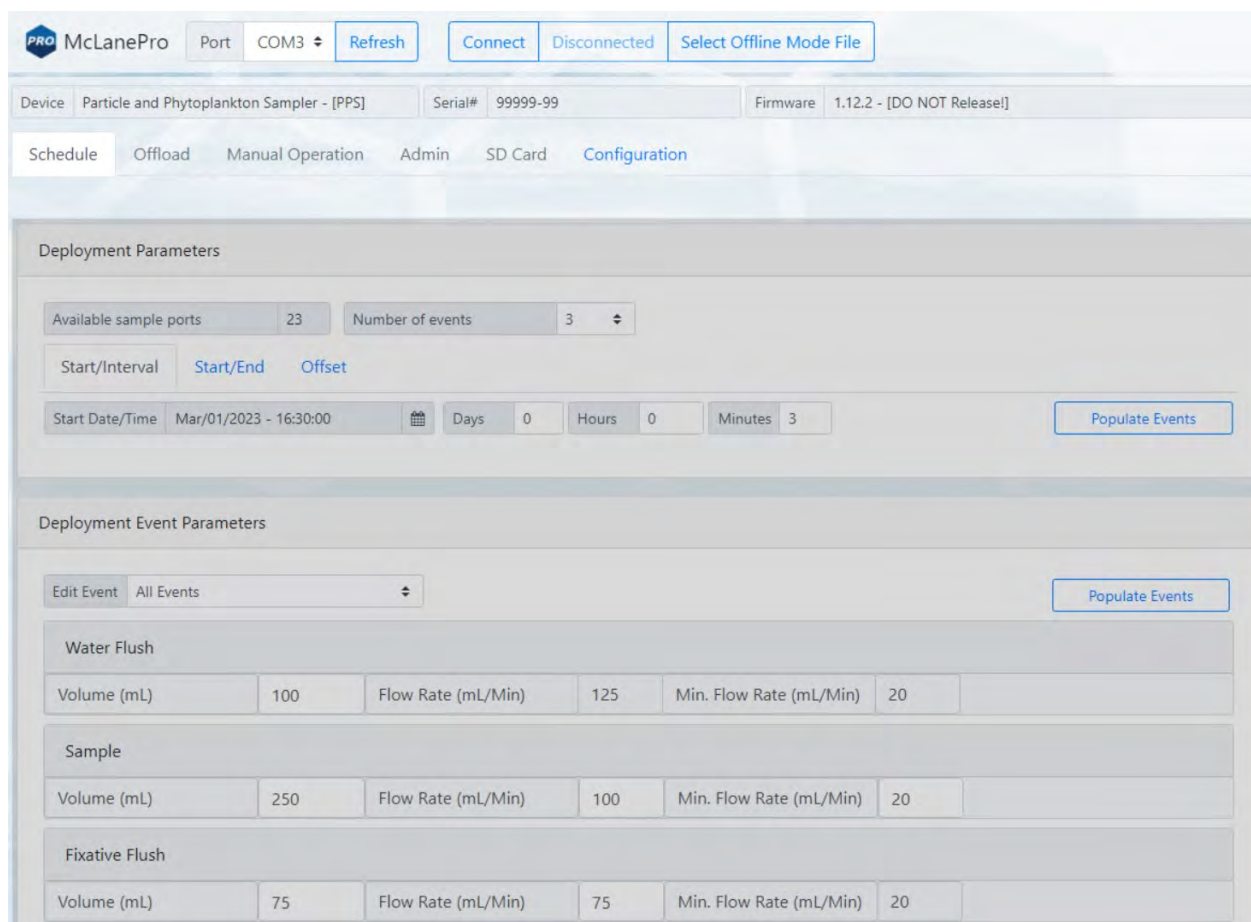 PRO McLanePro Port COM3 Refresh Connect Disconnected Select Offline Mode File
Device Particle and Phytoplankton Sampler - [PPS] Serial# 99999-99 Firmware 1.12.2 - [DO NOT Release!]
Schedule Offload Manual Operation Admin SD Card Configuration
Deployment Parameters
Available sample ports 23 Number of events 3
Start/Interval Start/End Offset
Start Date/Time Mar/01/2023 - 16:30:00 Days 0 Hours 0 Minutes 3 Populate Events
Deployment Event Parameters
Edit Event All Events Populate Events
Water Flush
Volume (mL) 100 Flow Rate (mL/Min) 125 Min. Flow Rate (mL/Min) 20
Sample
Volume (mL) 250 Flow Rate (mL/Min) 100 Min. Flow Rate (mL/Min) 20
Fixative Flush
Volume (mL) 75 Flow Rate (mL/Min) 75 Min. Flow Rate (mL/Min) 20